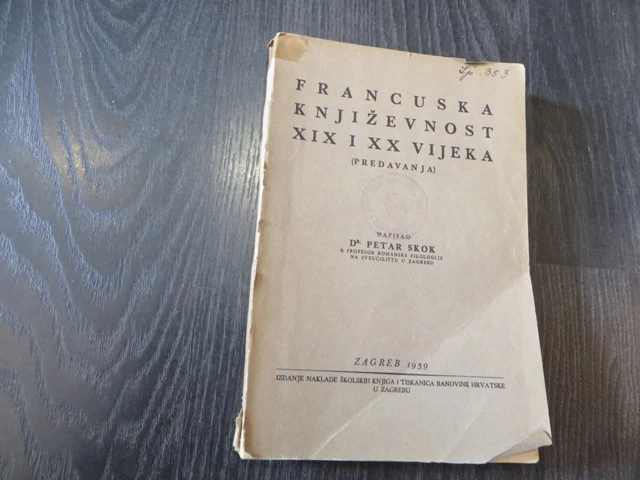 353
FRANCUSKA
KNJIŽEVNOST
XIX I XX VIJEKA
(PREDAVANJA)
NAPISAO
DR. PETAR SKOK
R. PROFESOR ROMANSKE FILOLOGIJE
NA SVEUČILIŠTU U ZAGREBU
ZAGREB 1939
IZDANJE NAKLADE ŠKOLSKIH KNJIGA I TISKANICA BANOVINE HRVATSKE
U ZAGREBU